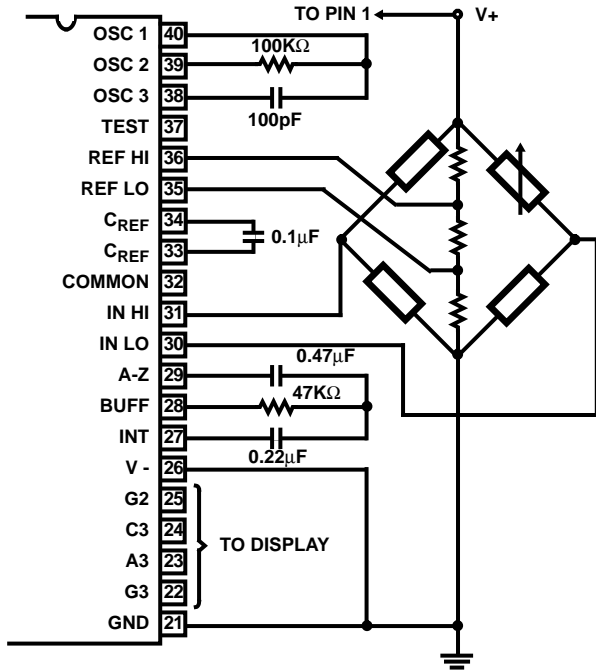 TO PIN 1
V+
OSC 1 40
100KΩ
OSC 2 39
OSC 3 38
100pF
TEST 37
REF HI 36
REF LO 35
CREF 34
0.1µF
CREF 33
COMMON 32
IN HI 31
IN LO 30
0.47µF
A-Z 29
47KΩ
BUFF 28
INT 27
0.22µF
V - 26
G2 25
C3 24
TO DISPLAY
A3 23
G3 22
GND 21